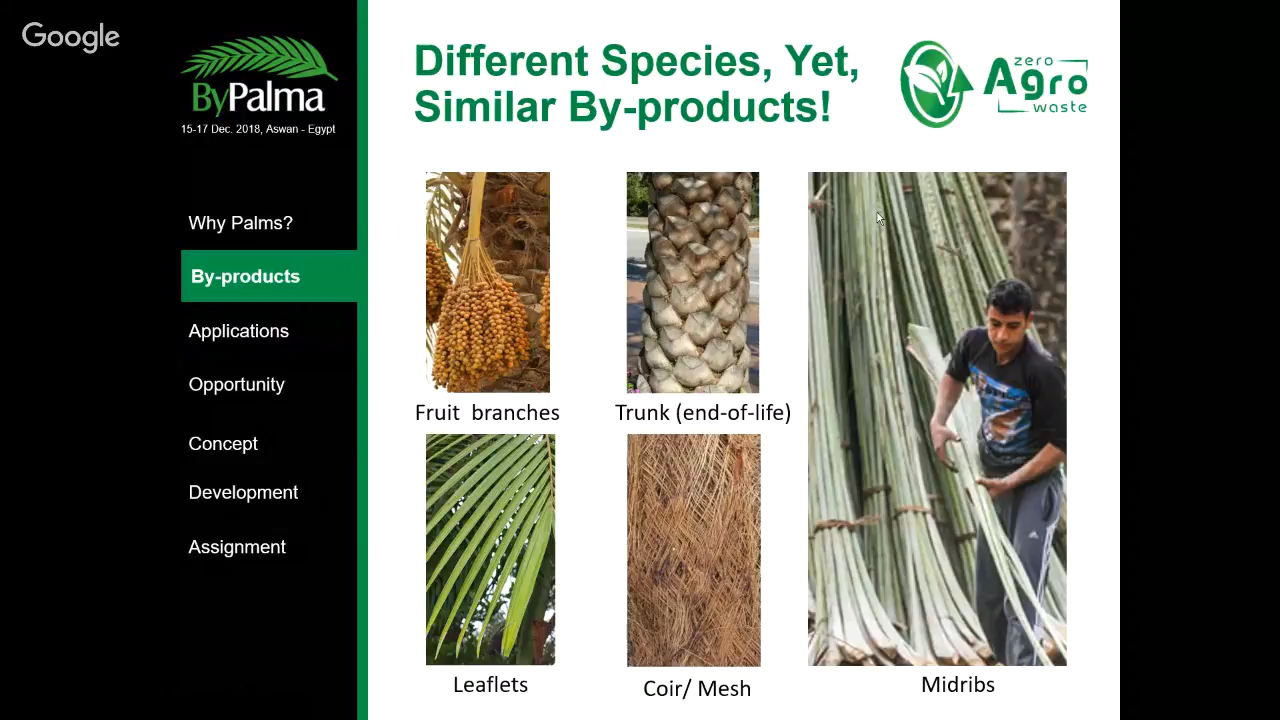 Google
ByPalma
15-17 Dec. 2018, Aswan - Egypt
Why Palms?
By-products
Applications
Opportunity
Concept
Development
Assignment
Different Species, Yet,
Similar By-products!
zero
Agro
waste
Fruit branches
Trunk (end-of-life)
Leaflets
Coir/ Mesh
Midribs